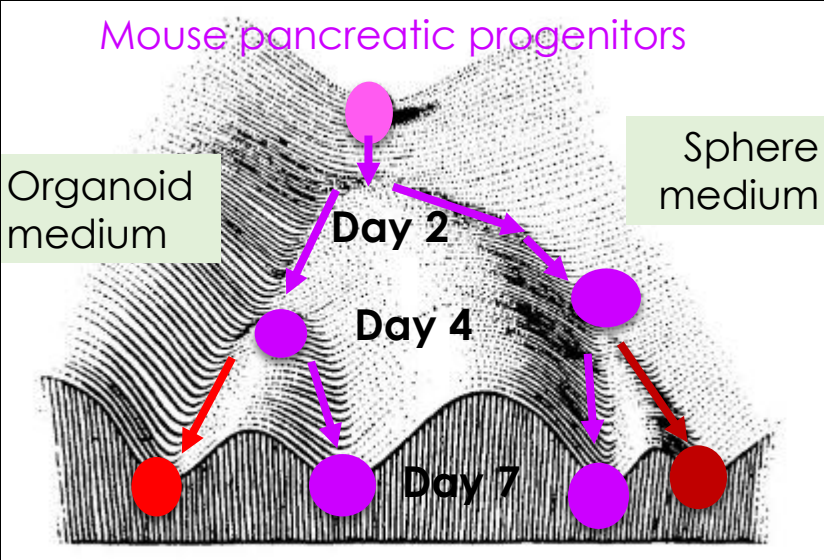 Mouse pancreatic progenitors
Organoid
medium
Sphere
medium
Day 2
Day 4
Day 7